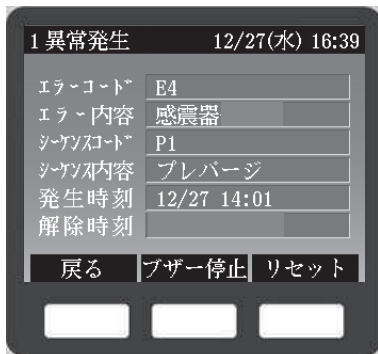 1 異常発生 12/27(水) 16:39
ｴﾗｰｺｰﾄﾞ E4
ｴﾗｰ内容 感震器
ｼｰｹﾝｽｺｰﾄﾞ P1
ｼｰｹﾝｽ内容 プレパージ
発生時刻 12/27 14:01
解除時刻
戻る ブザー停止 リセット